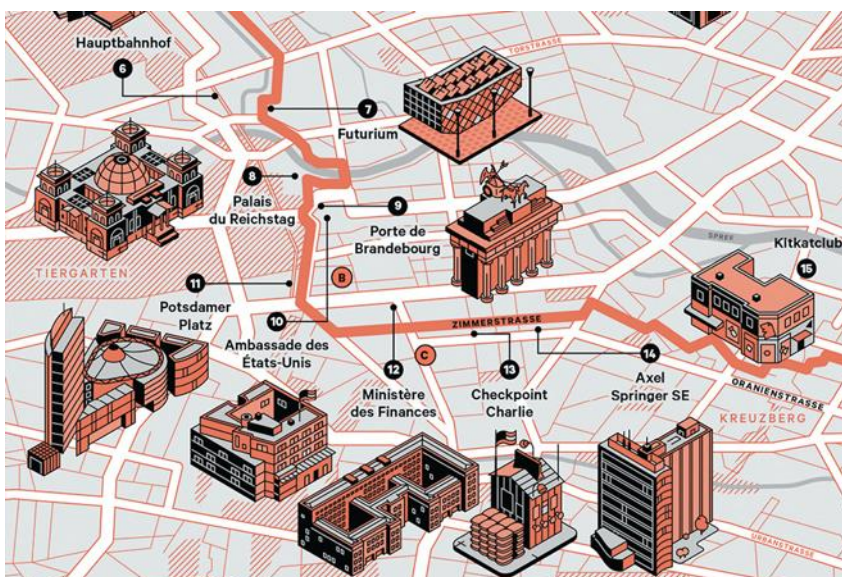 Hauptbahnhof
6
TORSTRASSE
7
Futurium
8
Palais
du Reichstag
9
Porte de
Brandebourg
SPREE
KitKatclub
15
TIERGARTEN
11
Potsdamer
Platz
B
10
Ambassade des
États-Unis
ZIMMERSTRASSE
12
Ministère
des Finances
C
13
Checkpoint
Charlie
14
Axel
Springer SE
ORANIENSTRASSE
KREUZBERG
URBANSTRASSE